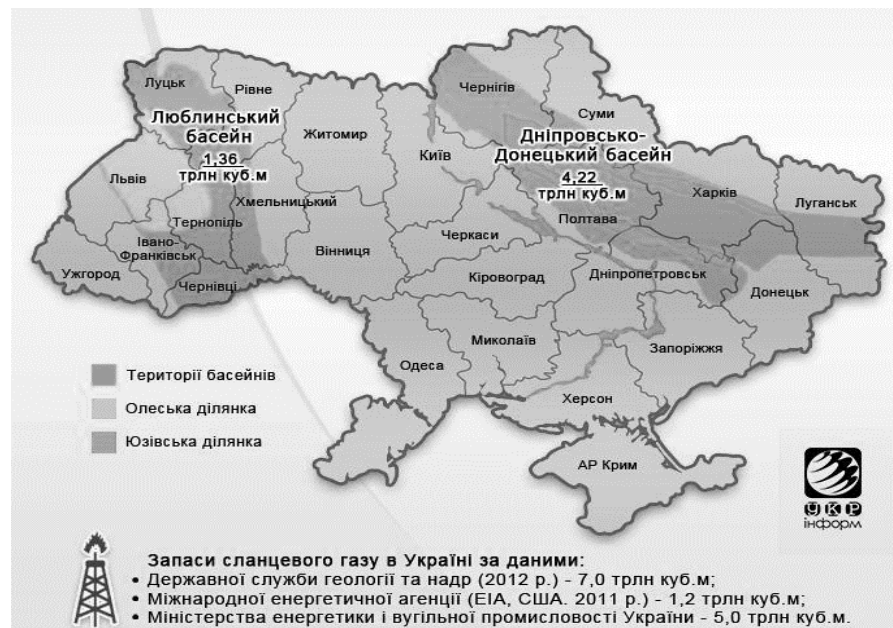 Луцьк
Рівне
Люблинський
басейн
1,36
трлн куб.м
Житомир
Київ
Чернігів
Суми
Дніпровсько-
Донецький басейн
4,22
трлн куб.м
Полтава
Харків
Луганськ
Львів
Тернопіль
Хмельницький
Івано-
Франківськ
Ужгород
Чернівці
Вінниця
Черкаси
Кіровоград
Дніпропетровськ
Донецьк
Миколаїв
Одеса
Запоріжжя
Херсон
АР Крим
Території басейнів
Олеська ділянка
Юзівська ділянка
УКР
інформ
Запаси сланцевого газу в Україні за даними:
• Державної служби геології та надр (2012 р.) - 7,0 трлн куб.м;
• Міжнародної енергетичної агенції (EIA, США. 2011 р.) - 1,2 трлн куб.м;
• Міністерства енергетики і вугільної промисловості України - 5,0 трлн куб.м.